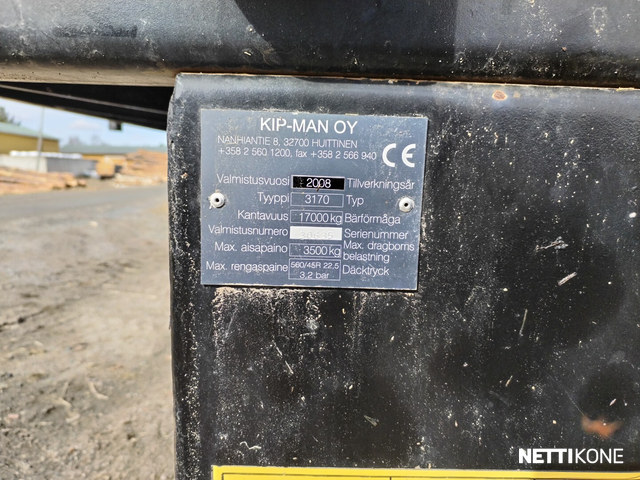 KIP-MAN OY
NANHIANTIE 8, 32700 HUITTINEN
+358 2 560 1200, fax +358 2 566 940
CE
Valmistusvuosi 2008 Tillverkningsår
Tyyppi 3170 Typ
Kantavuus 17000 kg Bärförmåga
Valmistusnumero Serienummer
Max. aisapaino 3500 kg Max. dragborns belastning
Max. rengaspaine 560/45R 22,5 3,2 bar Däcktryck
NETTIKONE